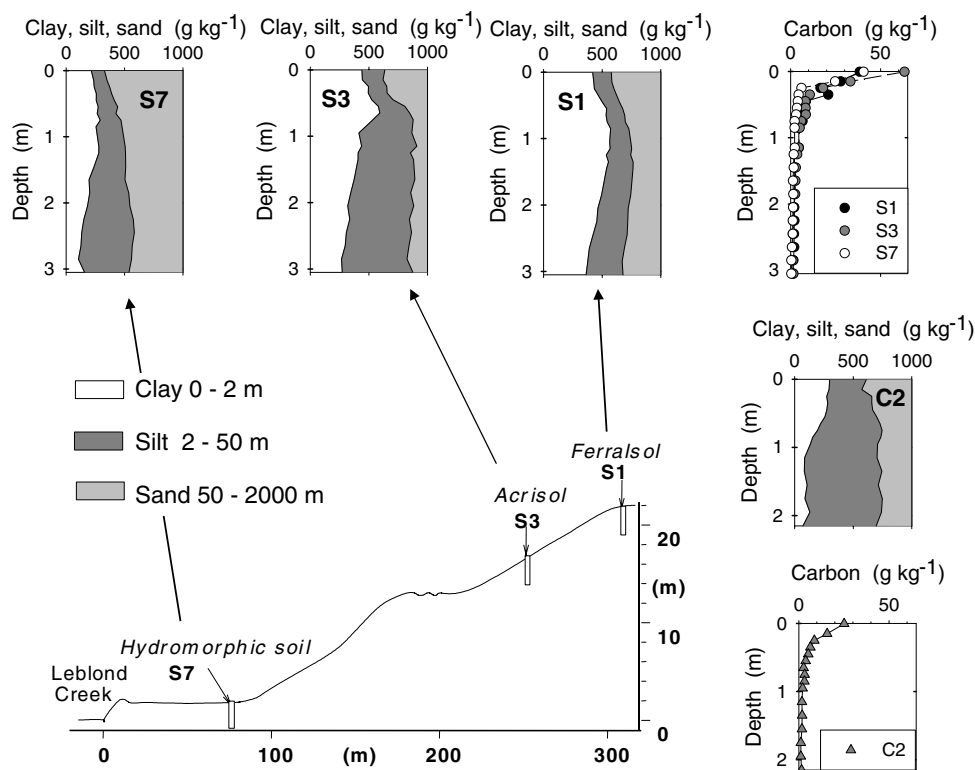 Clay, silt, sand (g kg-1)
0 500 1000
Depth (m)
0
1
2
3
S7
Clay, silt, sand (g kg-1)
0 500 1000
Depth (m)
0
1
2
3
S3
Clay, silt, sand (g kg-1)
0 500 1000
Depth (m)
0
1
2
3
S1
Carbon (g kg-1)
0 50
Depth (m)
0
1
2
3
S1
S3
S7
Clay 0 - 2 m
Silt 2 - 50 m
Sand 50 - 2000 m
Clay, silt, sand (g kg-1)
0 500 1000
Depth (m)
0
1
2
C2
Ferralsol
S1
Acrisol
S3
Hydromorphic soil
S7
Leblond
Creek
20
(m)
10
0
0 100 (m) 200 300
Carbon (g kg-1)
0 50
Depth (m)
0
1
2
C2